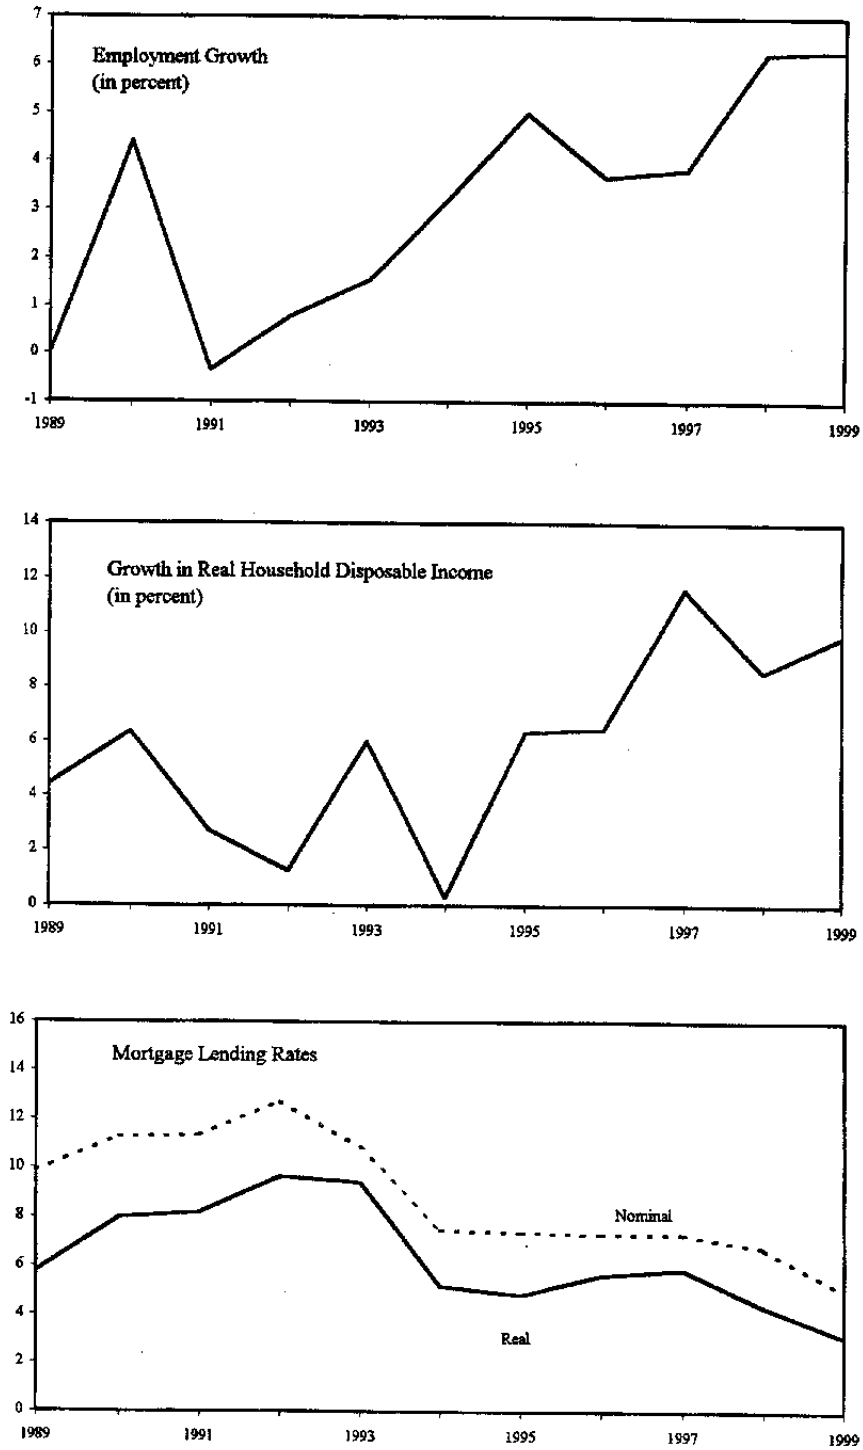 7
Employment Growth
(in percent)
6
5
4
3
2
1
0
-1
1989 1991 1993 1995 1997 1999
14
Growth in Real Household Disposable Income
(in percent)
12
10
8
6
4
2
0
1989 1991 1993 1995 1997 1999
16
Mortgage Lending Rates
14
12
10
8
Nominal
6
4
Real
2
0
1989 1991 1993 1995 1997 1999